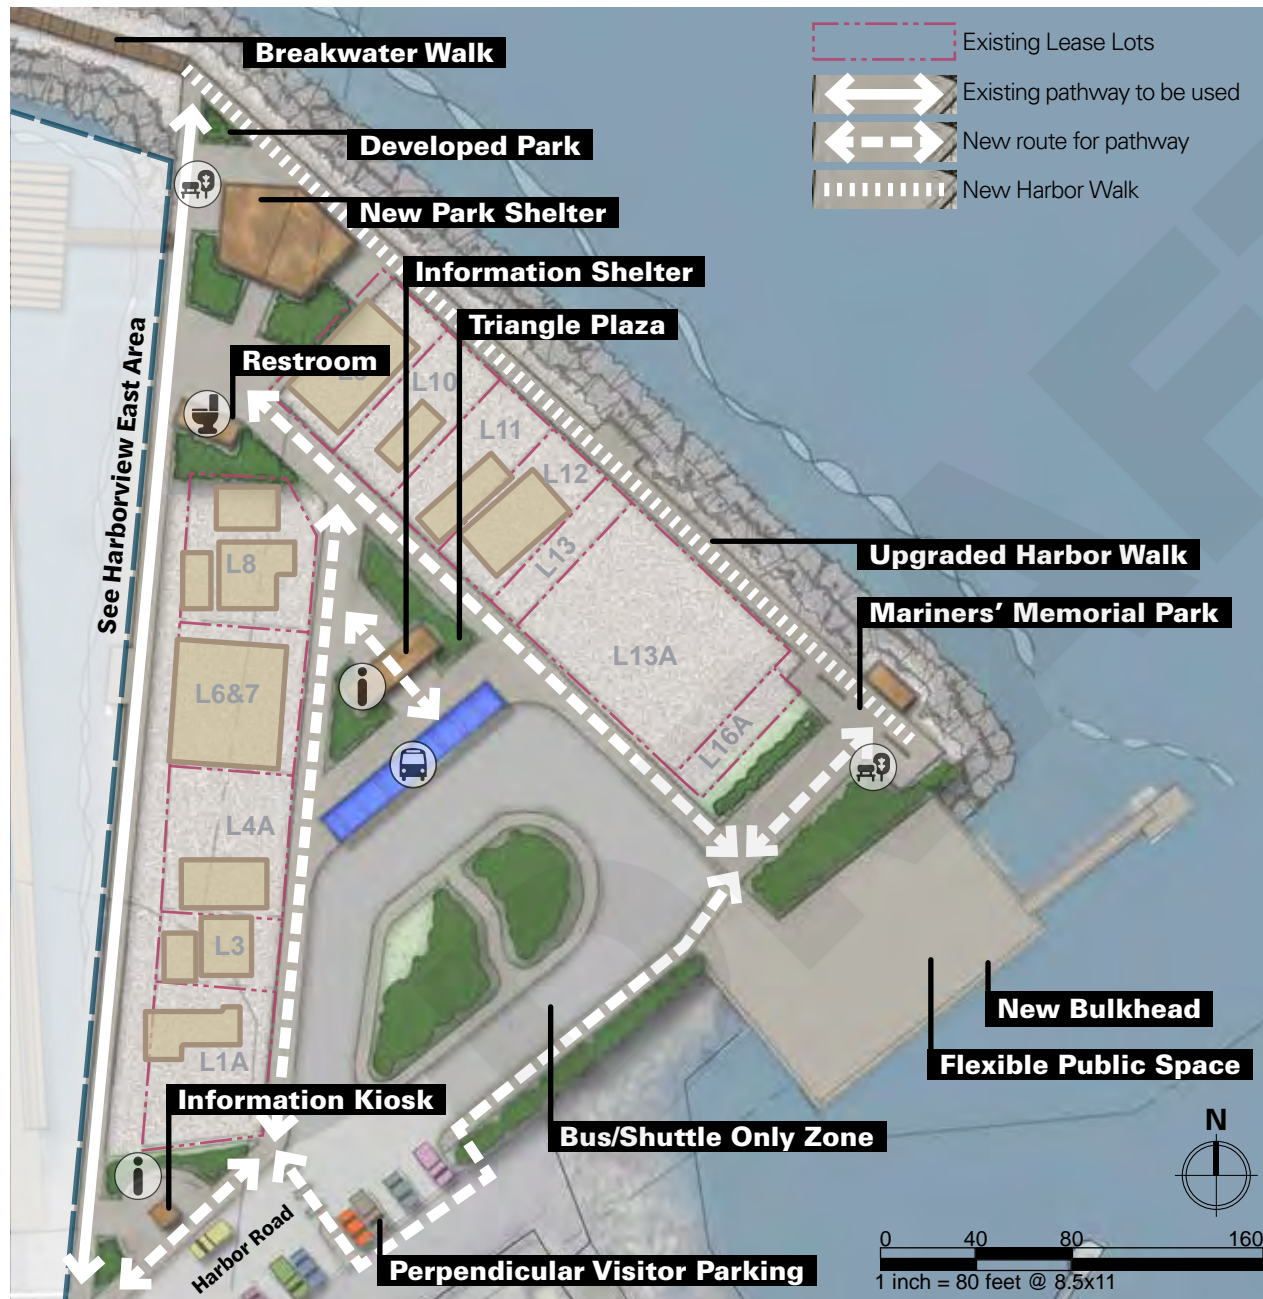 Breakwater Walk
Existing Lease Lots
Existing pathway to be used
Developed Park
New route for pathway
New Harbor Walk
New Park Shelter
Information Shelter
Triangle Plaza
Restroom
See Harborview East Area
L10
L11
L12
L13
L8
Upgraded Harbor Walk
Mariners’ Memorial Park
L13A
L6&7
L16A
L4A
L3
New Bulkhead
Flexible Public Space
L1A
Information Kiosk
Bus/Shuttle Only Zone
N
Harbor Road
Perpendicular Visitor Parking
0 40 80 160
1 inch = 80 feet @ 8.5x11